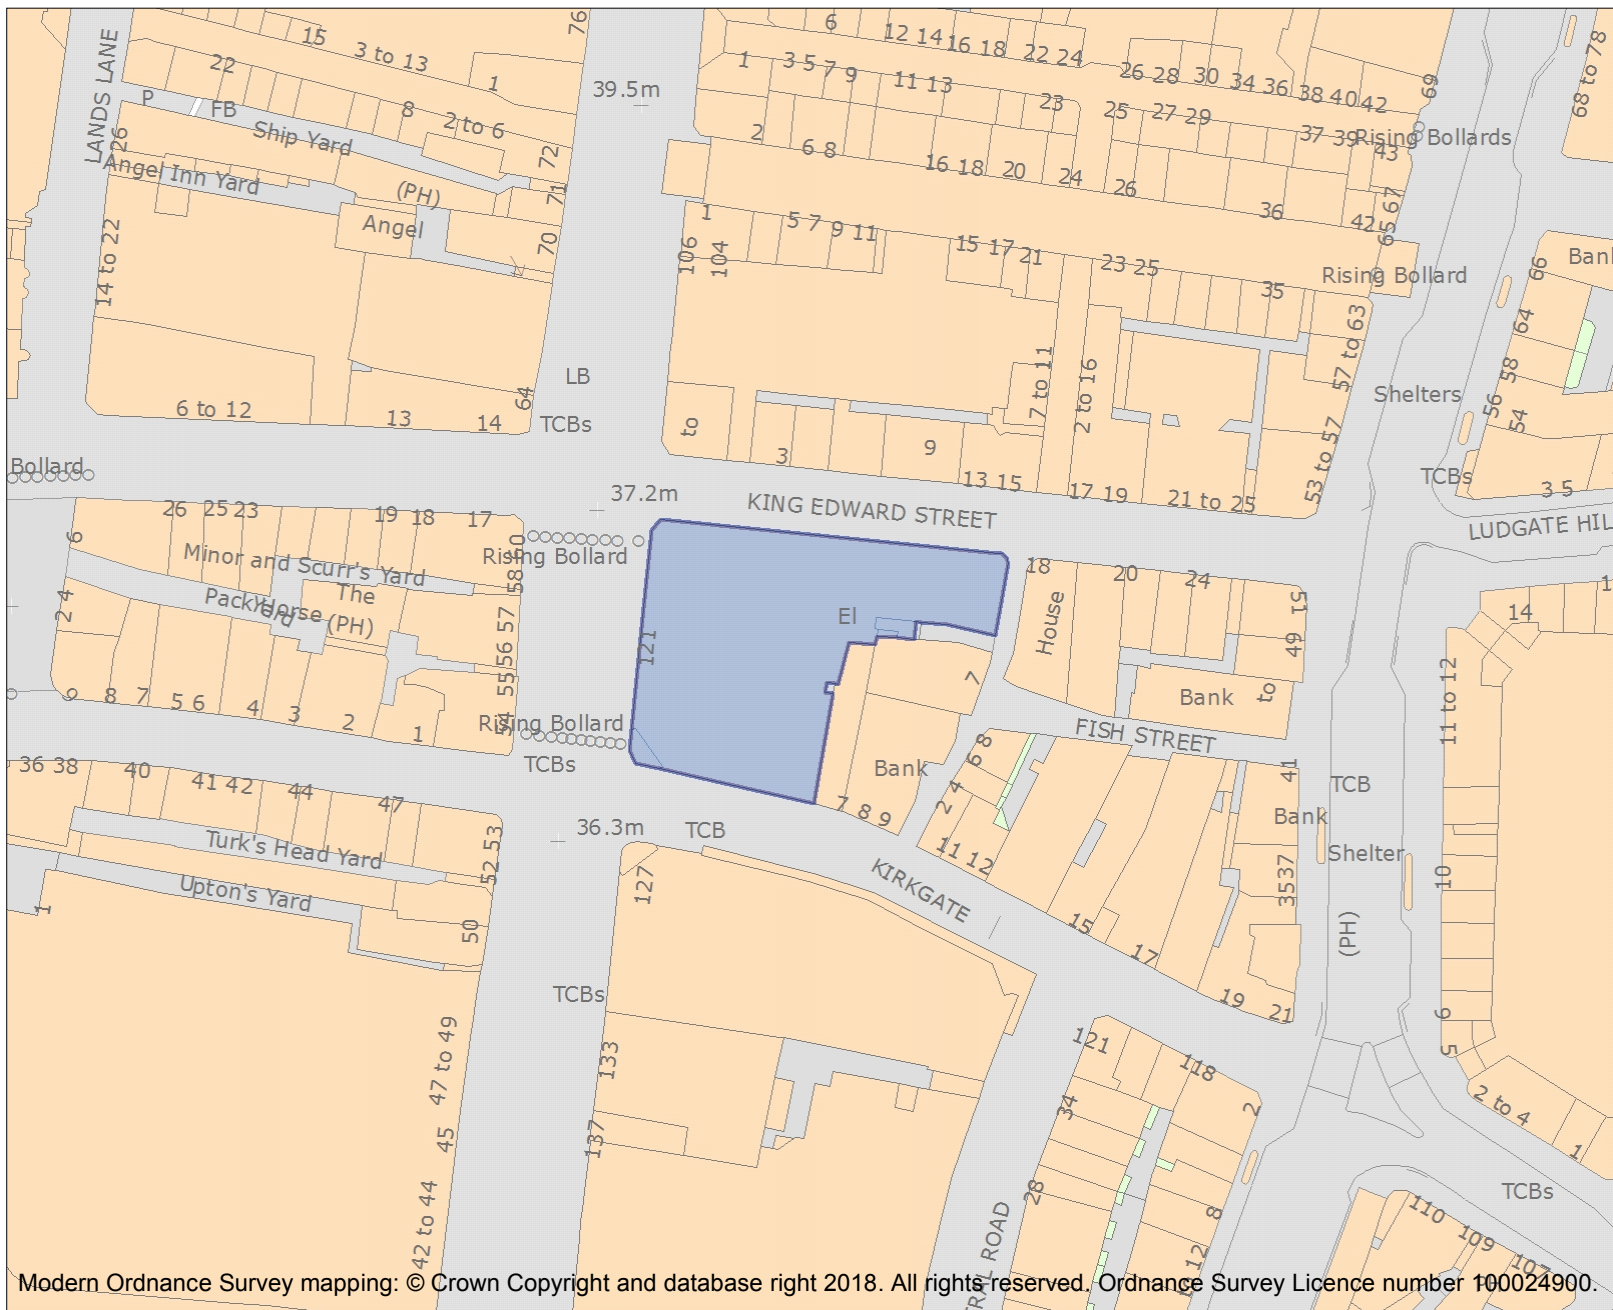 LANDS LANE
15
3 to 13
1
76
39.5m
6
12 14 16 18
22 24
26 28
30
34 36
38 40 42
69
68 to 78
22
P
FB
Ship Yard
8
2 to 6
72
26
Angel Inn Yard
(PH)
Angel
71
70
14 to 22
1
3 5 7 9
11 13
23
25
27 29
37 39
43
Rising Bollards
2
6 8
16 18
20
24
26
36
42
65 67
1
106
104
5 7 9 11
15 17 21
23 25
35
Rising Bollard
66
Bank
64
58
56
54
57 to 63
Shelters
LB
TCBs
64
6 to 12
13
14
to
3
9
13 15
7 to 11
2 to 16
17 19
21 to 25
53 to 57
TCBs
3 5
LUDGATE HIL
Bollard
37.2m
KING EDWARD STREET
26
25 23
19 18
17
6
Minor and Scurr's Yard
Rising Bollard
60
58
The
Pack Horse (PH)
Yard
2 4
57
56
55
54
121
El
18
20
24
51
49
House
7
Bank
to
14
1
11 to 12
9
8
7
5 6
4
3
2
1
Rising Bollard
TCBs
FISH STREET
Bank
7 8 9
6 8
2 4
11 12
41
TCB
Bank
Shelter
36 38
40
41 42
44
47
36.3m
TCB
KIRKGATE
Turk's Head Yard
52 53
Upton's Yard
1
50
127
15
17
19
21
3537
(PH)
10
6
5
TCBs
47 to 49
133
45
137
42 to 44
121
118
34
2
28
8
12
2 to 4
1
TCBs
110
109
107
RAL ROAD
Modern Ordnance Survey mapping: © Crown Copyright and database right 2018. All rights reserved. Ordnance Survey Licence number 100024900.